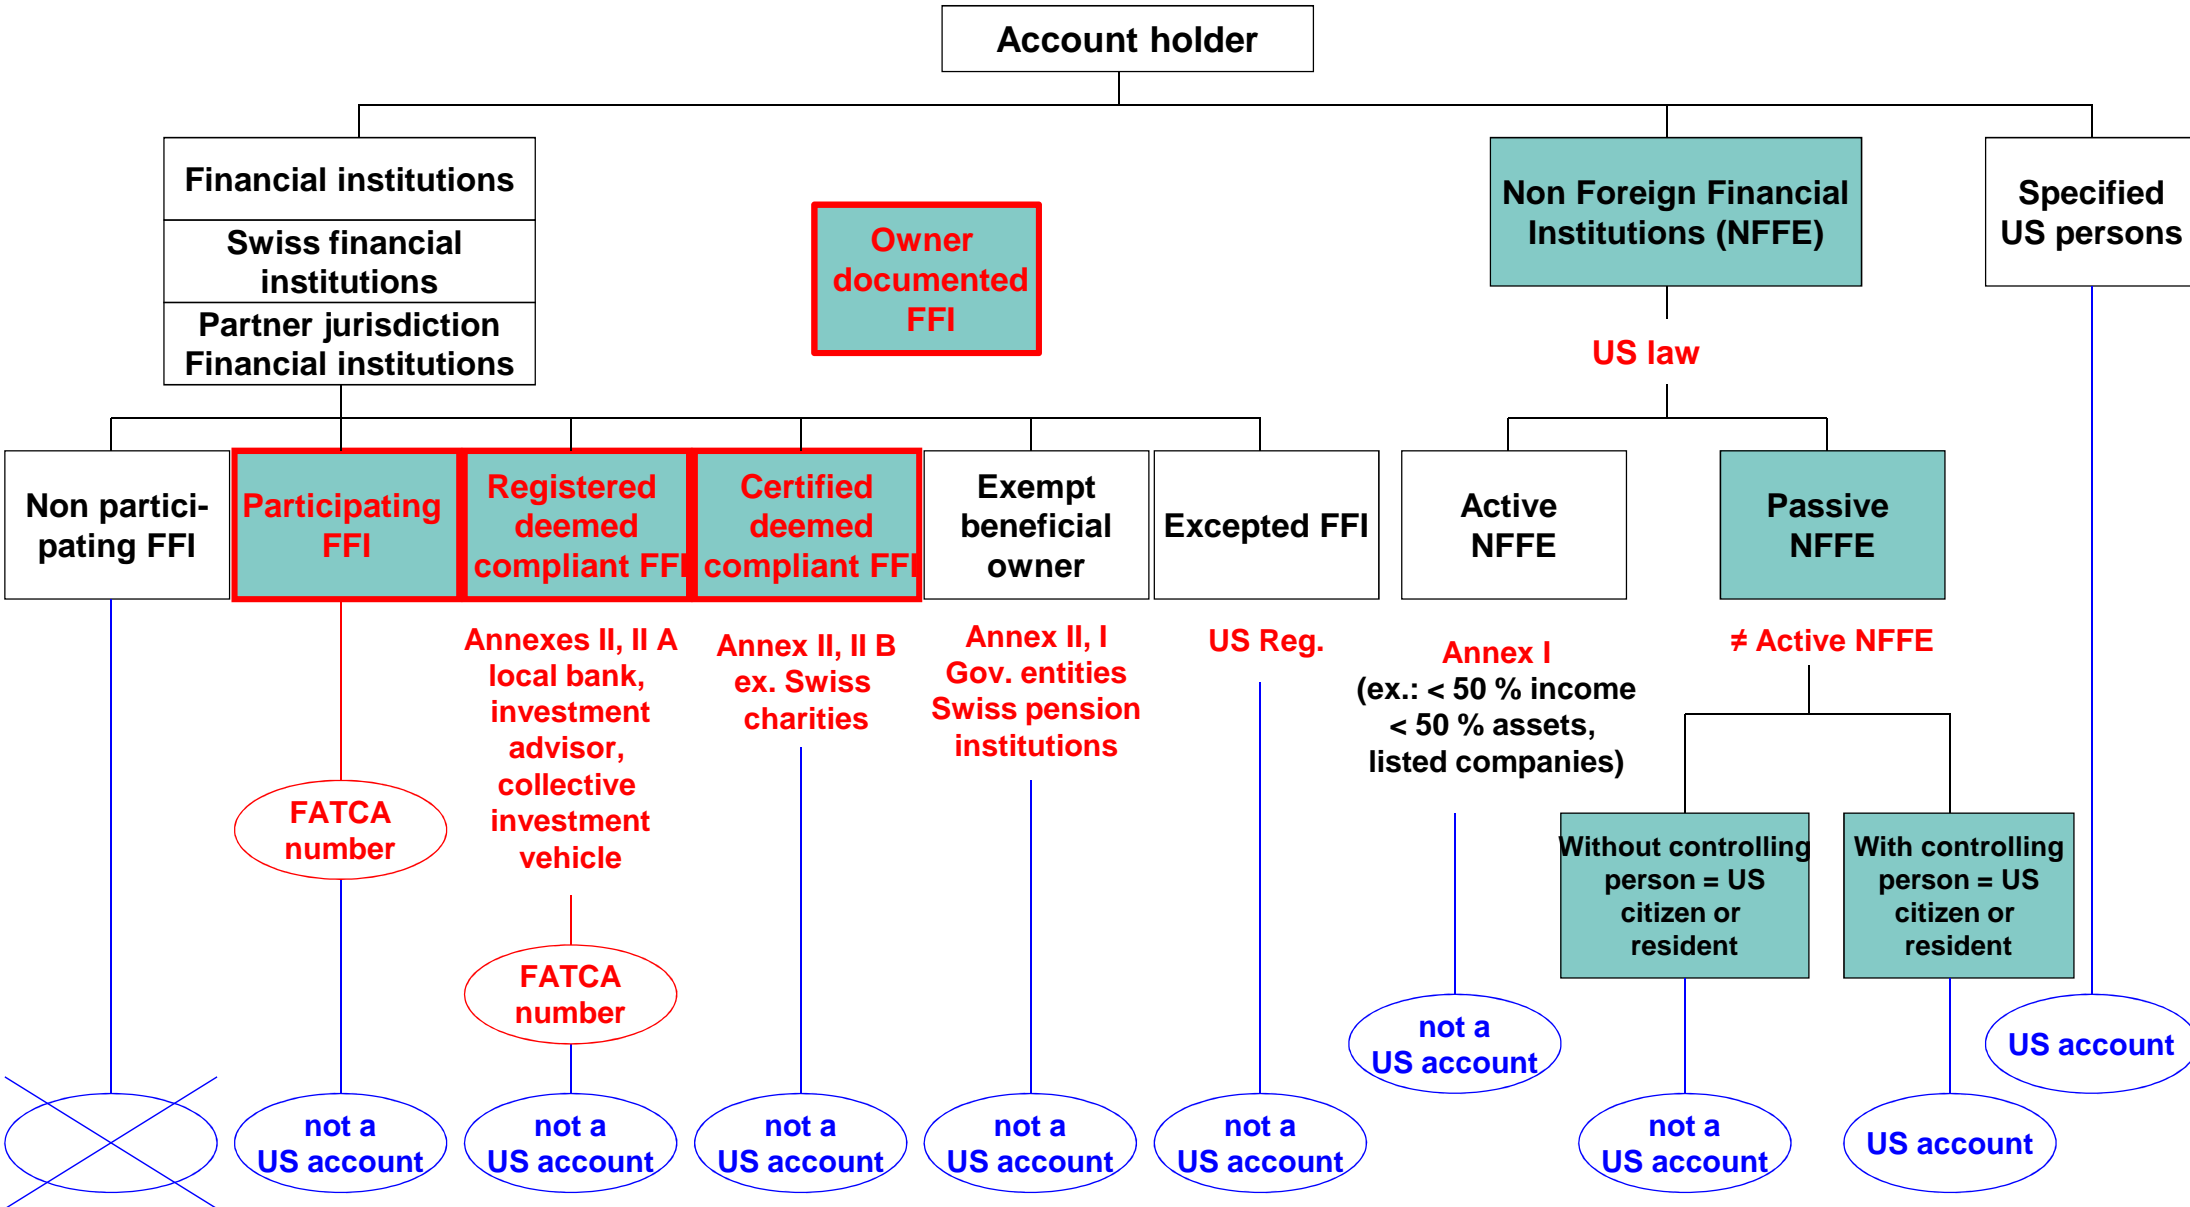 Account holder
Financial institutions
Swiss financial
institutions
Partner jurisdiction
Financial institutions
Owner
documented
FFI
Non Foreign Financial
Institutions (NFFE)
Specified
US persons
US law
Non partici-
pating FFI
Participating
FFI
Registered
deemed
compliant FFI
Certified
deemed
compliant FFI
Exempt
beneficial
owner
Excepted FFI
Active
NFFE
Passive
NFFE
Annexes II, II A
local bank,
investment
advisor,
collective
investment
vehicle
Annex II, II B
ex. Swiss
charities
Annex II, I
Gov. entities
Swiss pension
institutions
US Reg.
Annex I
(ex.: < 50 % income
< 50 % assets,
listed companies)
≠ Active NFFE
FATCA
number
FATCA
number
Without controlling
person = US
citizen or
resident
With controlling
person = US
citizen or
resident
not a
US account
US account
not a
US account
not a
US account
not a
US account
not a
US account
not a
US account
not a
US account
US account